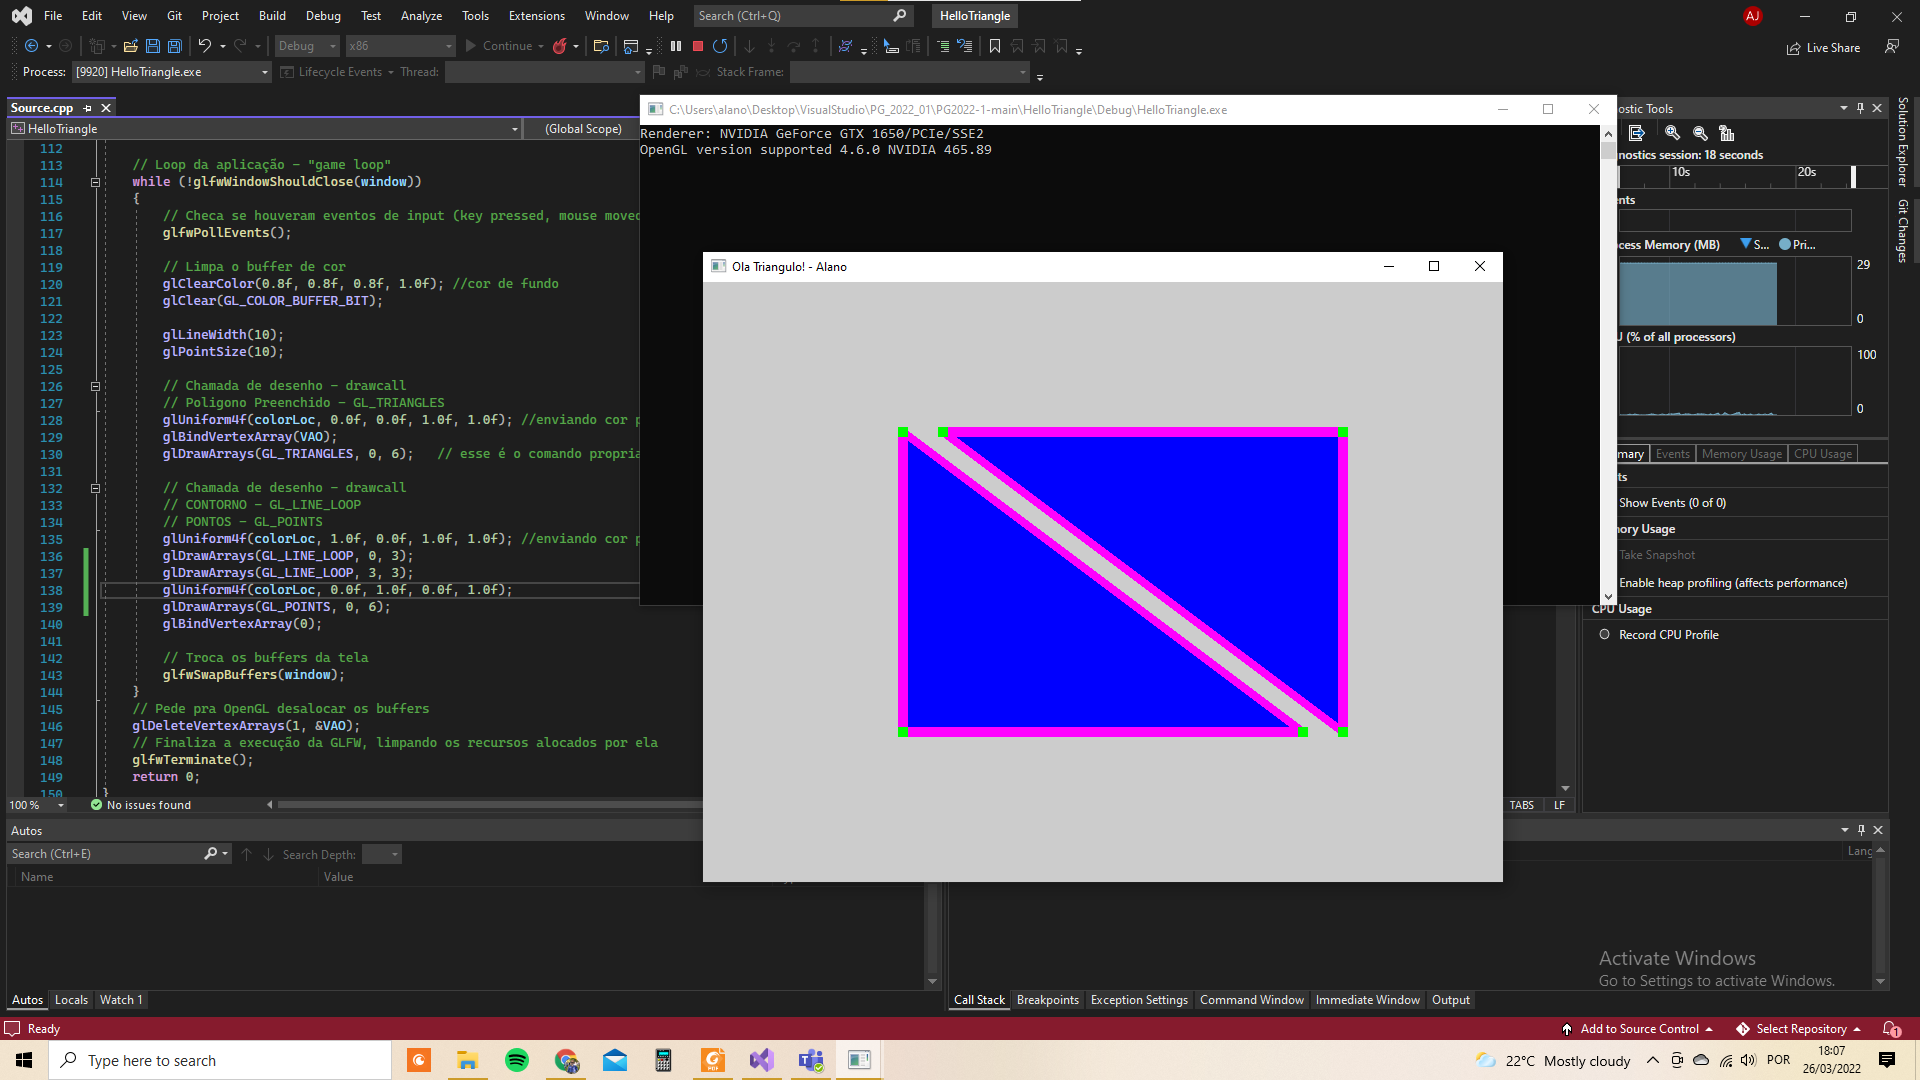 File Edit View Git Project Build Debug Test Analyze Tools Extensions Window Help Search (Ctrl+Q) HelloTriangle AJ
Debug x86 Continue Live Share
Process: [9920] HelloTriangle.exe Lifecycle Events Thread: Stack Frame:
Source.cpp
HelloTriangle (Global Scope)
112
113 // Loop da aplicação - "game loop"
114 while (!glfwWindowShouldClose(window))
115 {
116 // Checa se houveram eventos de input (key pressed, mouse moved
117 glfwPollEvents();
118
119 // Limpa o buffer de cor
120 glClearColor(0.8f, 0.8f, 0.8f, 1.0f); //cor de fundo
121 glClear(GL_COLOR_BUFFER_BIT);
122
123 glLineWidth(10);
124 glPointSize(10);
125
126 // Chamada de desenho - drawcall
127 // Poligono Preenchido - GL_TRIANGLES
128 glUniform4f(colorLoc, 0.0f, 0.0f, 1.0f, 1.0f); //enviando cor p
129 glBindVertexArray(VAO);
130 glDrawArrays(GL_TRIANGLES, 0, 6); // esse é o comando propria
131
132 // Chamada de desenho - drawcall
133 // CONTORNO - GL_LINE_LOOP
134 // PONTOS - GL_POINTS
135 glUniform4f(colorLoc, 1.0f, 0.0f, 1.0f, 1.0f); //enviando cor p
136 glDrawArrays(GL_LINE_LOOP, 0, 3);
137 glDrawArrays(GL_LINE_LOOP, 3, 3);
138 glUniform4f(colorLoc, 0.0f, 1.0f, 0.0f, 1.0f);
139 glDrawArrays(GL_POINTS, 0, 6);
140 glBindVertexArray(0);
141
142 // Troca os buffers da tela
143 glfwSwapBuffers(window);
144 }
145 // Pede pra OpenGL desalocar os buffers
146 glDeleteVertexArrays(1, &VAO);
147 // Finaliza a execução da GLFW, limpando os recursos alocados por ela
148 glfwTerminate();
149 return 0;
150 }
100 % No issues found TABS LF
C:\Users\alano\Desktop\VisualStudio\PG_2022_01\PG2022-1-main\HelloTriangle\Debug\HelloTriangle.exe
Renderer: NVIDIA GeForce GTX 1650/PCIe/SSE2
OpenGL version supported 4.6.0 NVIDIA 465.89
Ola Triangulo! - Alano
ostic Tools
nostics session: 18 seconds
10s 20s
ents
ocess Memory (MB) S... Pri...
29
0
U (% of all processors)
100
0
mary Events Memory Usage CPU Usage
ts
Show Events (0 of 0)
ory Usage
Take Snapshot
Enable heap profiling (affects performance)
CPU Usage
Record CPU Profile
Solution Explorer
Git Changes
Autos
Search (Ctrl+E) Search Depth:
Name Value
Lang
Autos Locals Watch 1
Call Stack Breakpoints Exception Settings Command Window Immediate Window Output
Activate Windows
Go to Settings to activate Windows.
Ready Add to Source Control Select Repository 1
Type here to search
22°C Mostly cloudy POR
18:07
26/03/2022